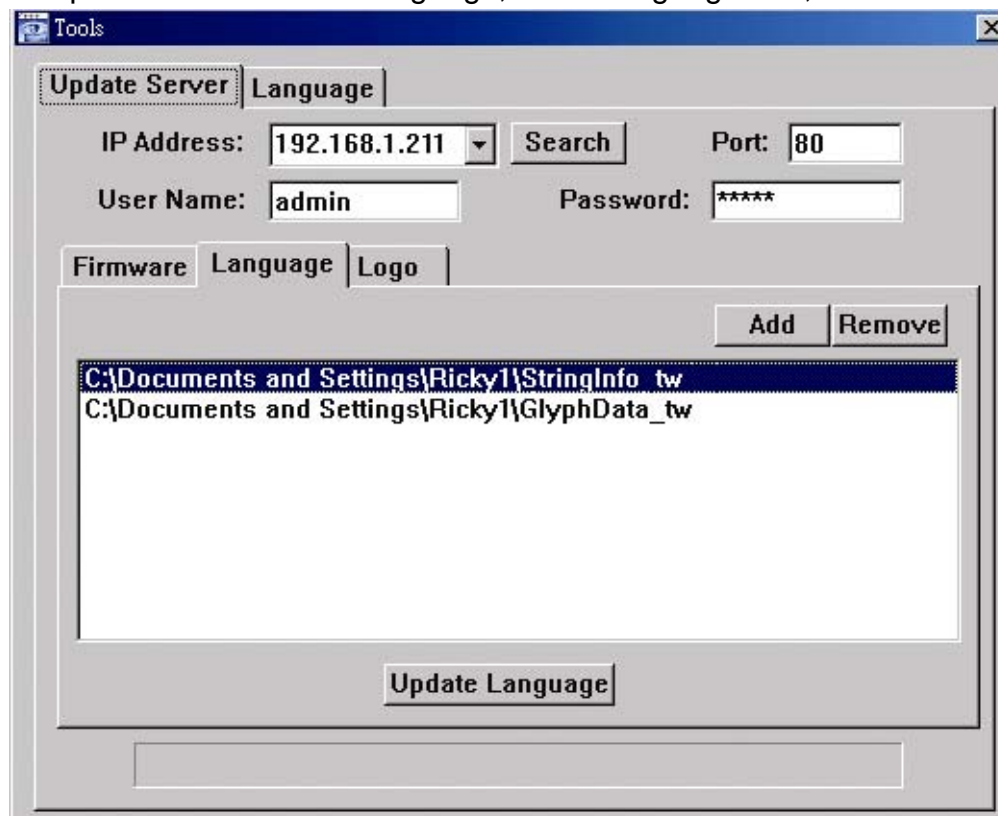 Tools
Update Server Language
IP Address: 192.168.1.211 Search Port: 80
User Name: admin Password: *****
Firmware Language Logo
Add Remove
C:\Documents and Settings\Ricky1\StringInfo_tw
C:\Documents and Settings\Ricky1\GlyphData_tw
Update Language